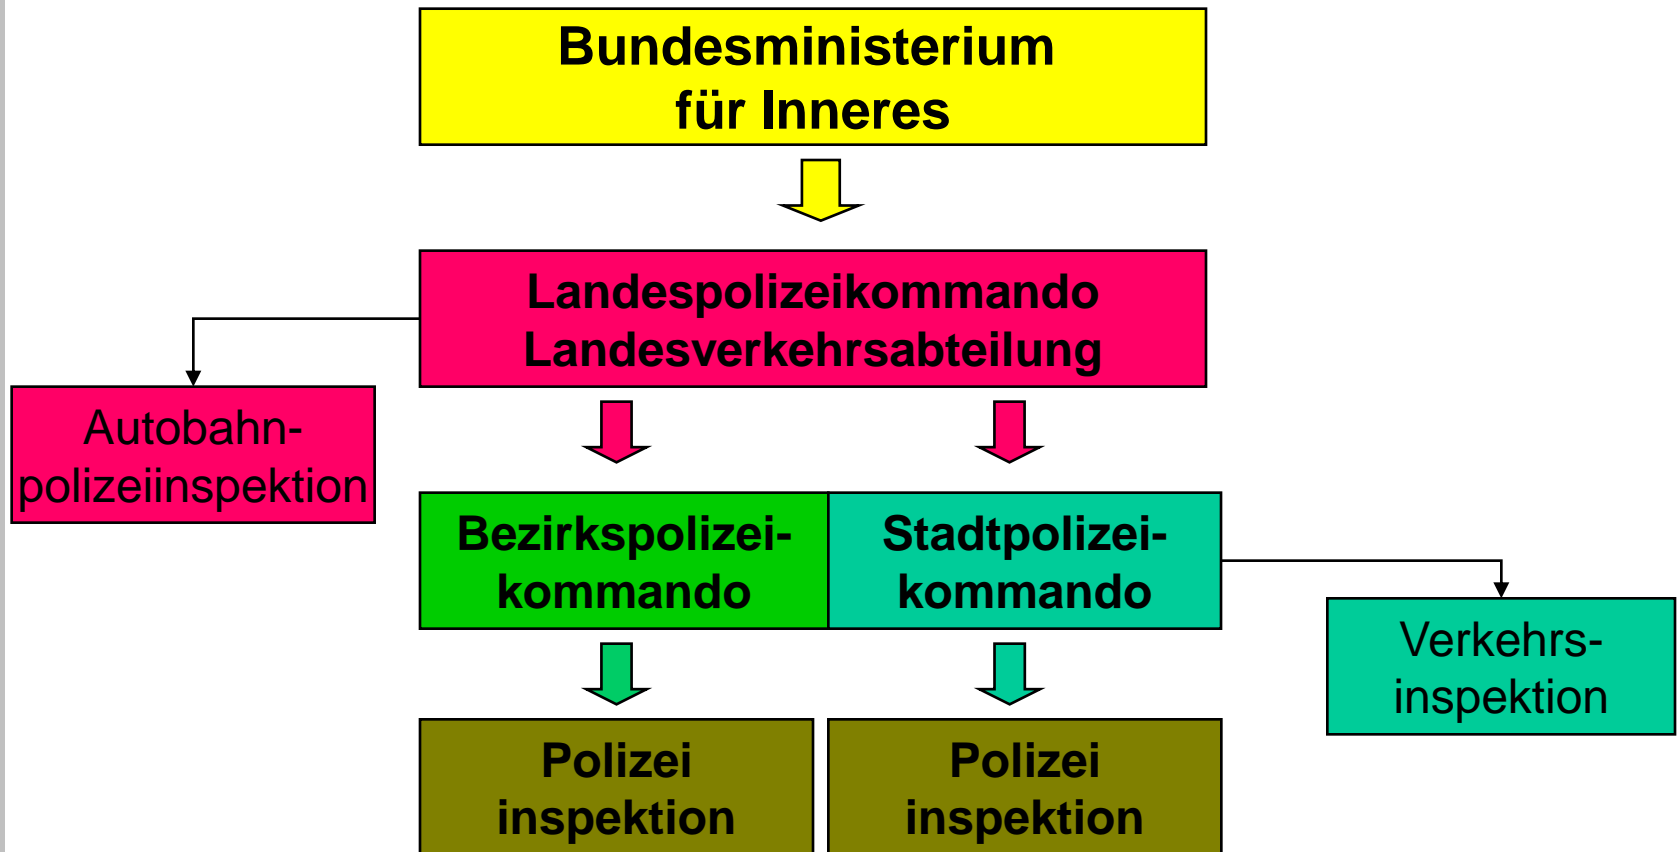 Bundesministerium
für Inneres
Landespolizeikommando
Landesverkehrsabteilung
Autobahn-
polizeiinspektion
Bezirkspolizei-
kommando
Stadtpolizei-
kommando
Verkehrs-
inspektion
Polizei
inspektion
Polizei
inspektion